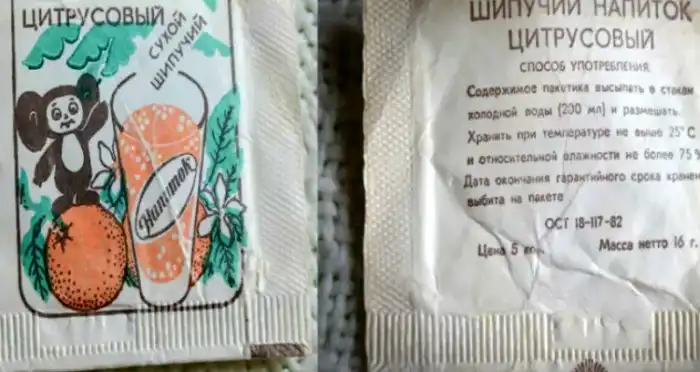 ЦИТРУСОВЫЙ
СУХОЙ
ШИПУЧИЙ
Напиток
ШИПУЧИЙ НАПИТОК
ЦИТРУСОВЫЙ
СПОСОБ УПОТРЕБЛЕНИЯ
Содержимое пакетика высыпать в стакан
холодной воды (200 мл) и размешать.
Хранить при температуре не выше 25°С
и относительной влажности не более 75%
Дата окончания гарантийного срока хранен
выбита на пакете
ОСТ 18-117-82
Цена 5 коп. Масса нетто 16 г.